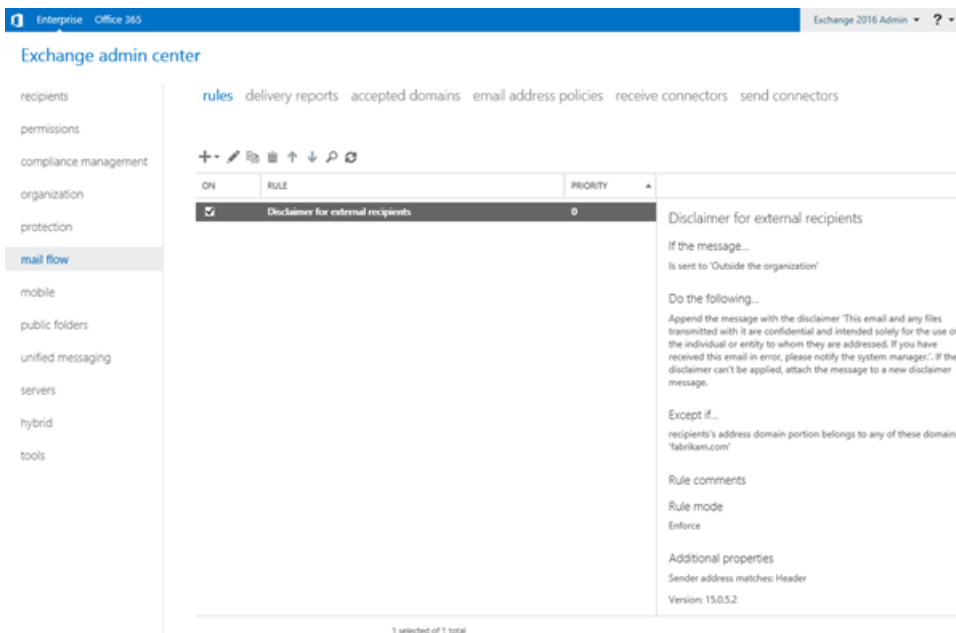 Enterprise Office 365
Exchange 2016 Admin ?
Exchange admin center
recipients
permissions
compliance management
organization
protection
mail flow
mobile
public folders
unified messaging
servers
hybrid
tools
rules delivery reports accepted domains email address policies receive connectors send connectors
ON RULE PRIORITY
Disclaimer for external recipients 0
Disclaimer for external recipients
If the message...
Is sent to 'Outside the organization'
Do the following...
Append the message with the disclaimer 'This email and any files
transmitted with it are confidential and intended solely for the use of
the individual or entity to whom they are addressed. If you have
received this email in error, please notify the system manager.'. If the
disclaimer can't be applied, attach the message to a new disclaimer
message.
Except if...
recipients's address domain portion belongs to any of these domain
'fabrikam.com'
Rule comments
Rule mode
Enforce
Additional properties
Sender address matches: Header
Version: 15.0.5.2
1 selected of 1 total